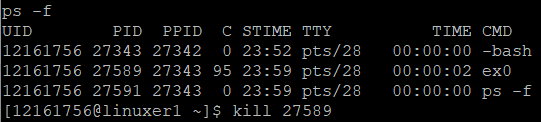 ps -f
UID        PID  PPID  C STIME TTY          TIME CMD
12161756 27343 27342  0 23:52 pts/28   00:00:00 -bash
12161756 27589 27343 95 23:59 pts/28   00:00:02 ex0
12161756 27591 27343  0 23:59 pts/28   00:00:00 ps -f
[12161756@linuxer1 ~]$ kill 27589